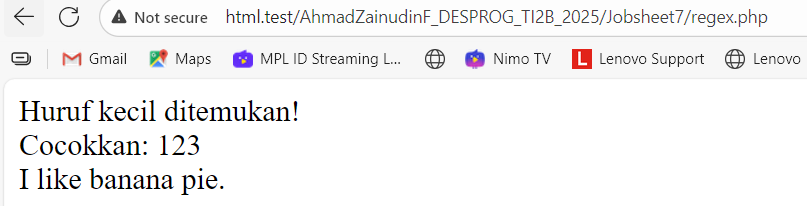 Not secure html.test/AhmadZainudinF_DESPROG_TI2B_2025/Jobsheet7/regex.php
Gmail Maps MPL ID Streaming L... Nimo TV Lenovo Support Lenovo
Huruf kecil ditemukan!
Cocokkan: 123
I like banana pie.